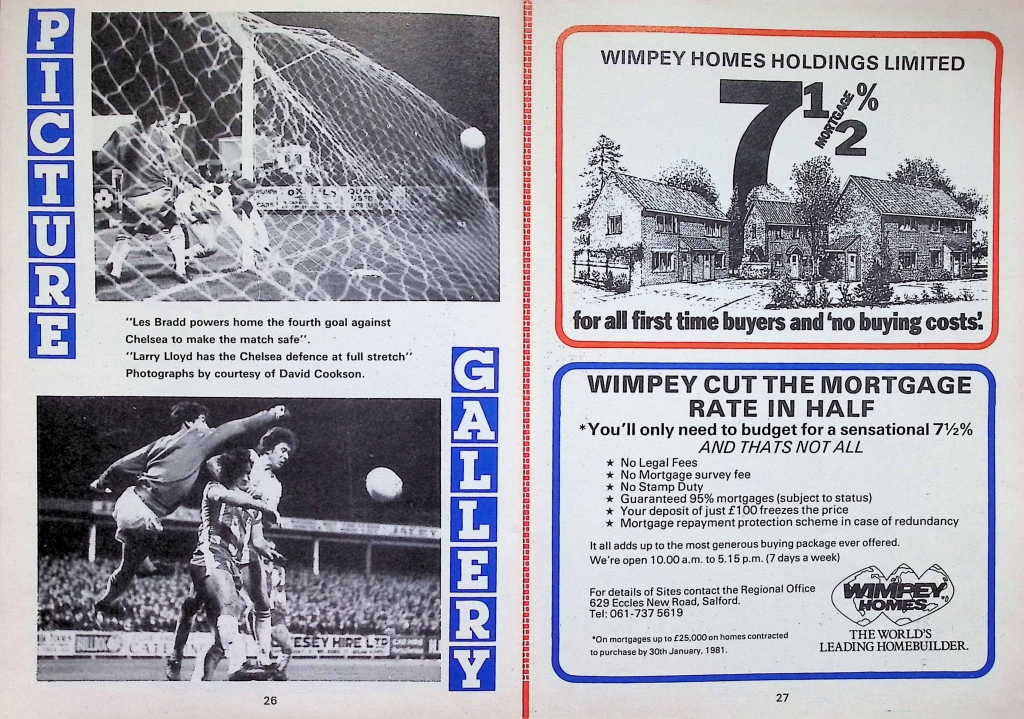 PICTURE
"Les Bradd powers home the fourth goal against
Chelsea to make the match safe".
"Larry Lloyd has the Chelsea defence at full stretch"
Photographs by courtesy of David Cookson.
GALLERY
ESEY HIRE LTD
26
WIMPEY HOMES HOLDINGS LIMITED
7 1/2 %
MORTGAGE
for all first time buyers and 'no buying costs'.
WIMPEY CUT THE MORTGAGE
RATE IN HALF
*You'll only need to budget for a sensational 7½%
AND THATS NOT ALL
★ No Legal Fees
★ No Mortgage survey fee
★ No Stamp Duty
★ Guaranteed 95% mortgages (subject to status)
★ Your deposit of just £100 freezes the price
★ Mortgage repayment protection scheme in case of redundancy
It all adds up to the most generous buying package ever offered.
We're open 10.00 a.m. to 5.15 p.m. (7 days a week)
For details of Sites contact the Regional Office
629 Eccles New Road, Salford.
Tel: 061-737 5619
*On mortgages up to £25,000 on homes contracted
to purchase by 30th January, 1981.
WIMPEY
HOMES
THE WORLD'S
LEADING HOMEBUILDER.
27